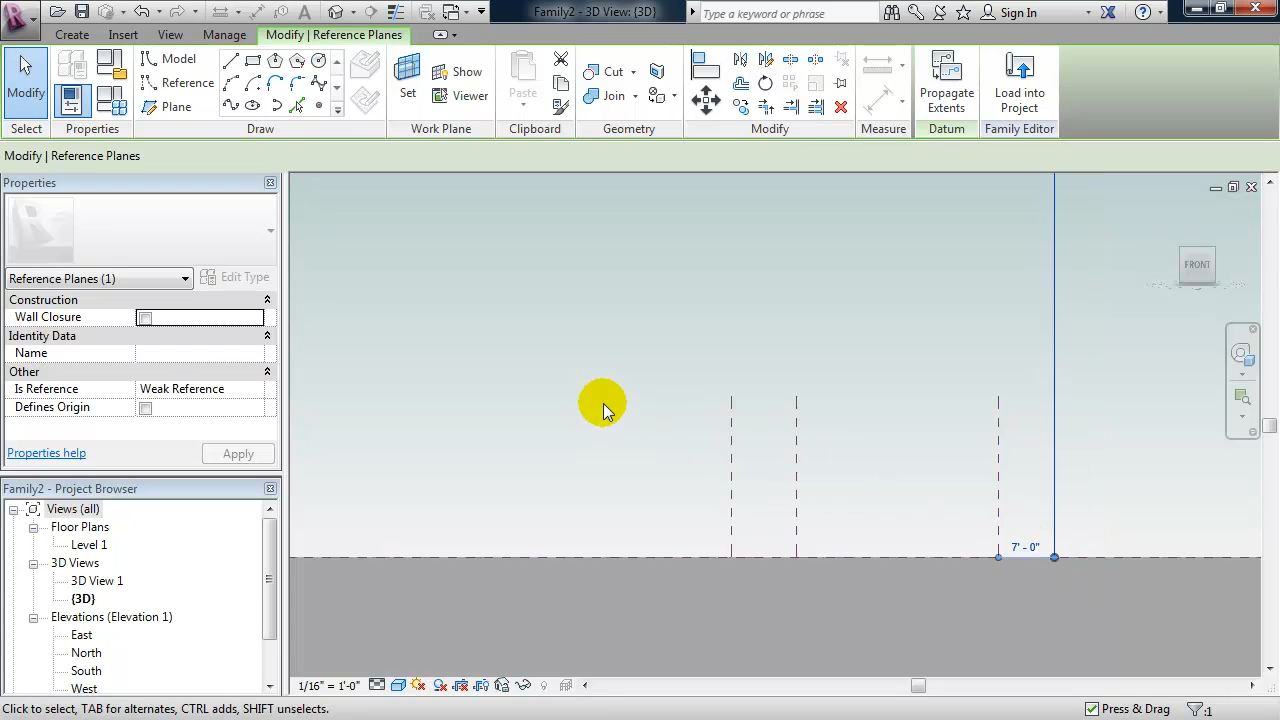 Family2 - 3D View: {3D}
Type a keyword or phrase
Sign In
Create
Insert
View
Manage
Modify | Reference Planes
Modify
Model
Reference
Plane
Set
Show
Viewer
Paste
Cut
Join
Propagate
Extents
Load into
Project
Select
Properties
Draw
Work Plane
Clipboard
Geometry
Modify
Measure
Datum
Family Editor
Modify | Reference Planes
Properties
Reference Planes (1)
Edit Type
Construction
Wall Closure
Identity Data
Name
Other
Is Reference
Weak Reference
Defines Origin
Properties help
Apply
Family2 - Project Browser
Views (all)
Floor Plans
Level 1
3D Views
3D View 1
{3D}
Elevations (Elevation 1)
East
North
South
West
FRONT
7' - 0"
1/16" = 1'-0"
Click to select, TAB for alternates, CTRL adds, SHIFT unselects.
Press & Drag
:1